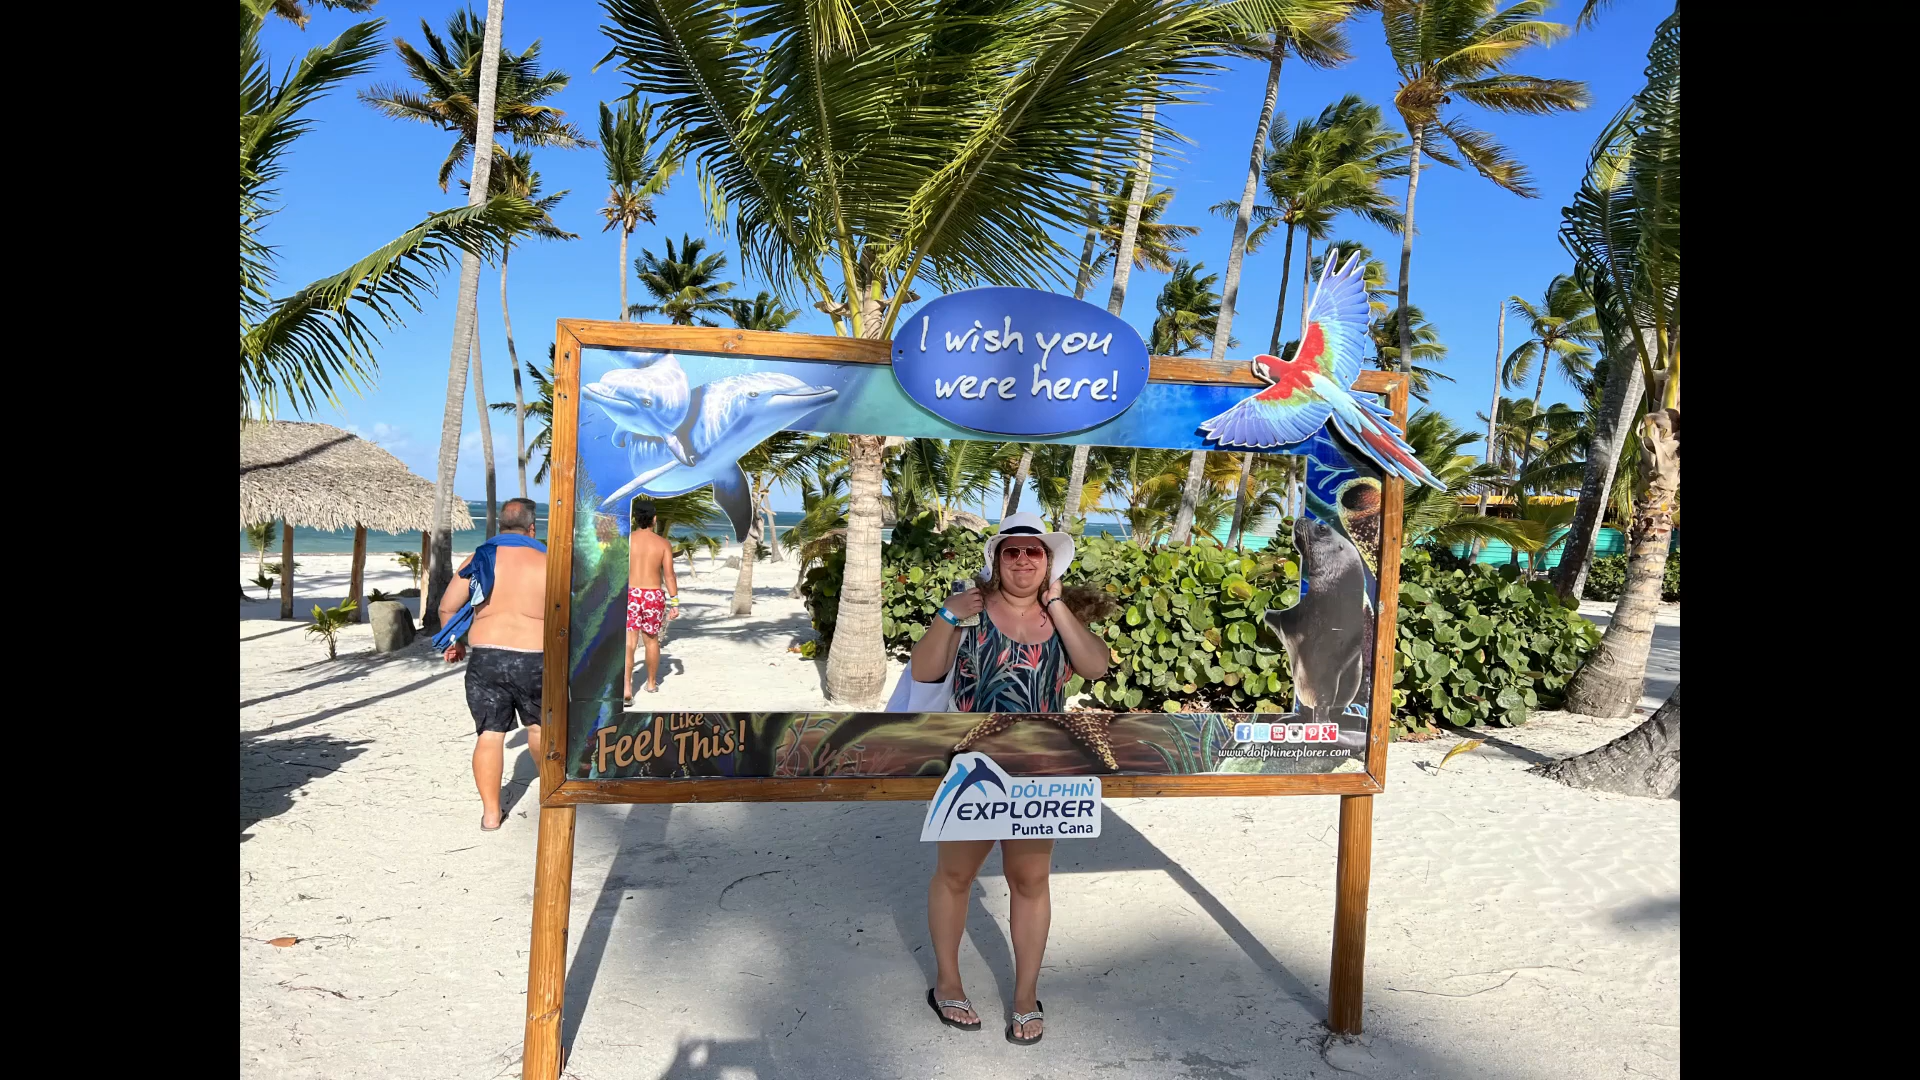 I wish you
were here!
Feel Like
This!
www.dolphinexplorer.com
DOLPHIN
EXPLORER
Punta Cana